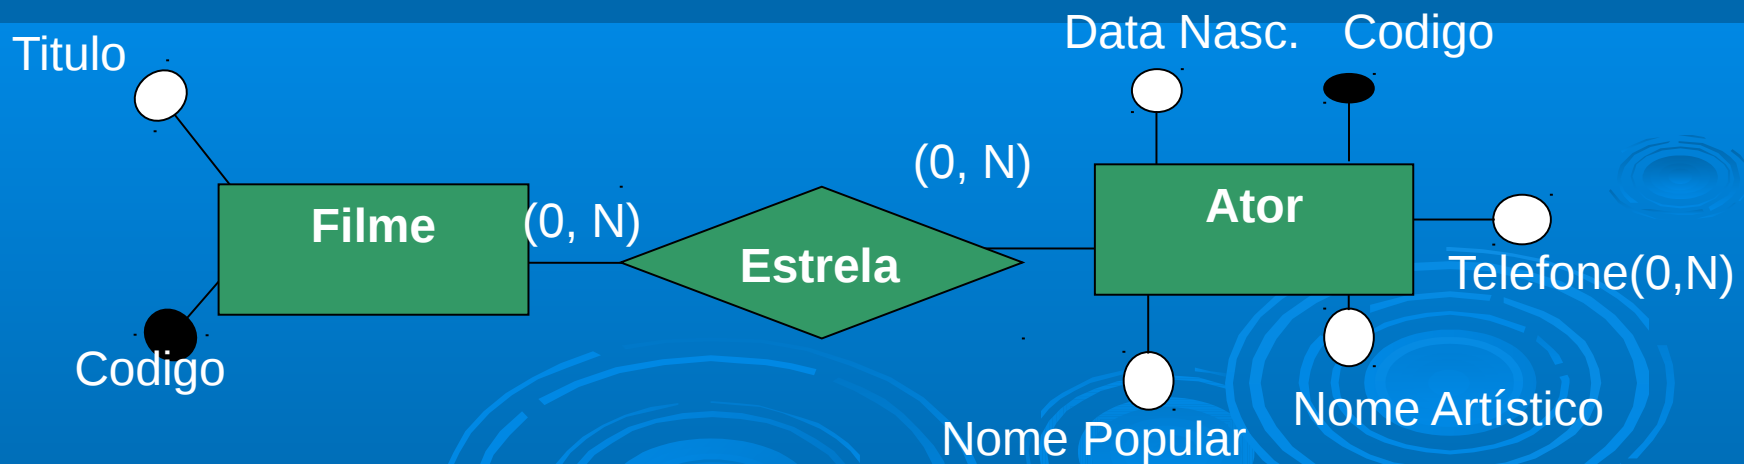 Data Nasc.
Codigo
Titulo
(0, N)
Filme
(0, N)
Ator
Estrela
Telefone(0,N)
Codigo
Nome Artístico
Nome Popular